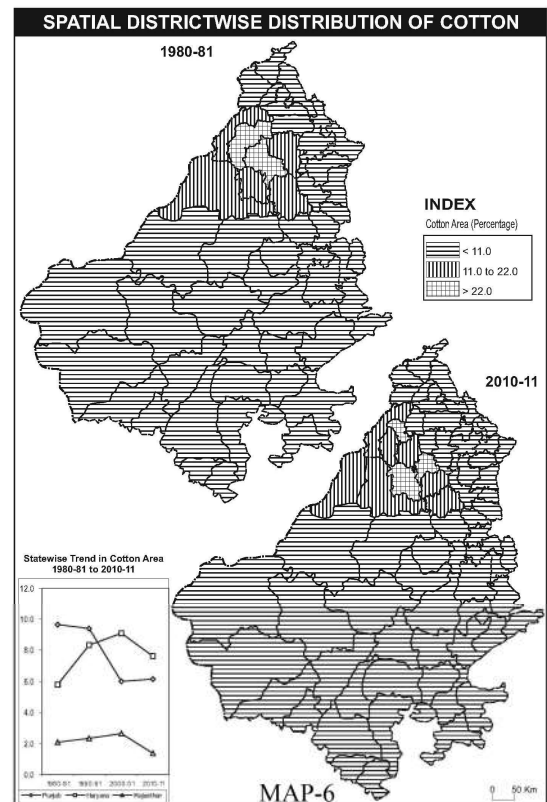 SPATIAL DISTRICTWISE DISTRIBUTION OF COTTON
1980-81
INDEX
Cotton Area (Percentage)
< 11.0
11.0 to 22.0
> 22.0
2010-11
Statewise Trend in Cotton Area
1980-81 to 2010-11
12.0
10.0
8.0
6.0
4.0
2.0
0.0
1980-81 1990-91 2000-01 2010-11
Punjab Haryana Rajasthan
MAP-6
0 50 Km